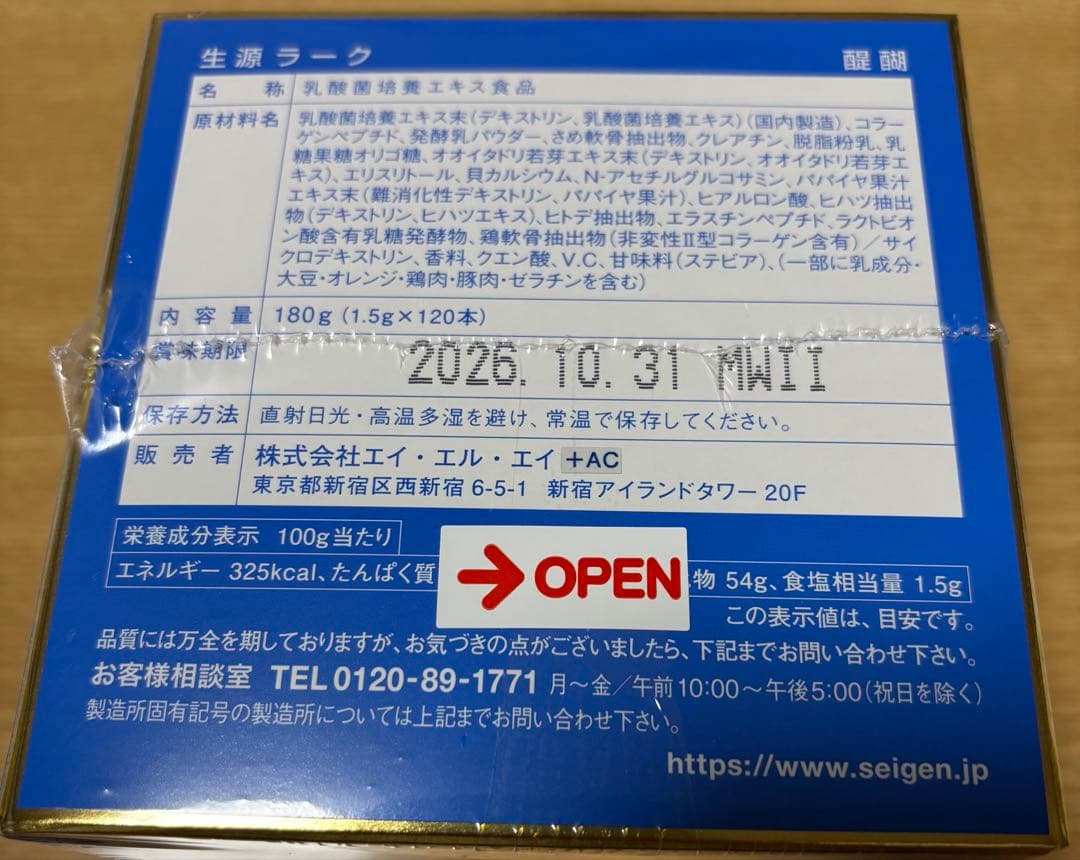 生源ラーク 醍醐
名称 乳酸菌培養エキス食品
原材料名 乳酸菌培養エキス末(デキストリン、乳酸菌培養エキス)(国内製造)、コラー
ゲンペプチド、発酵乳パウダー、さめ軟骨抽出物、クレアチン、脱脂粉乳、乳
糖果糖オリゴ糖、オオイタドリ若芽エキス末(デキストリン、オオイタドリ若芽エ
キス)、エリスリトール、貝カルシウム、N-アセチルグルコサミン、パパイヤ果汁
エキス末(難消化性デキストリン、パパイヤ果汁)、ヒアルロン酸、ヒハツ抽出
物(デキストリン、ヒハツエキス)、ヒトデ抽出物、エラスチンペプチド、ラクトビオ
ン酸含有乳糖発酵物、鶏軟骨抽出物(非変性Ⅱ型コラーゲン含有)/サイ
クロデキストリン、香料、クエン酸、V.C、甘味料(ステビア)、(一部に乳成分・
大豆・オレンジ・鶏肉・豚肉・ゼラチンを含む)
内容量 180g (1.5g×120本)
賞味期限 2026. 10. 31 MWII
保存方法 直射日光・高温多湿を避け、常温で保存してください。
販売者 株式会社エイ・エル・エイ +AC
東京都新宿区西新宿 6-5-1 新宿アイランドタワー 20F
栄養成分表示 100g当たり
エネルギー 325kcal、たんぱく質 物 54g、食塩相当量 1.5g
→OPEN
この表示値は、目安です。
品質には万全を期しておりますが、お気づきの点がございましたら、下記までお問い合わせ下さい。
お客様相談室 TEL 0120-89-1771 月～金/午前10:00～午後5:00(祝日を除く)
製造所固有記号の製造所については上記までお問い合わせ下さい。
https://www.seigen.jp